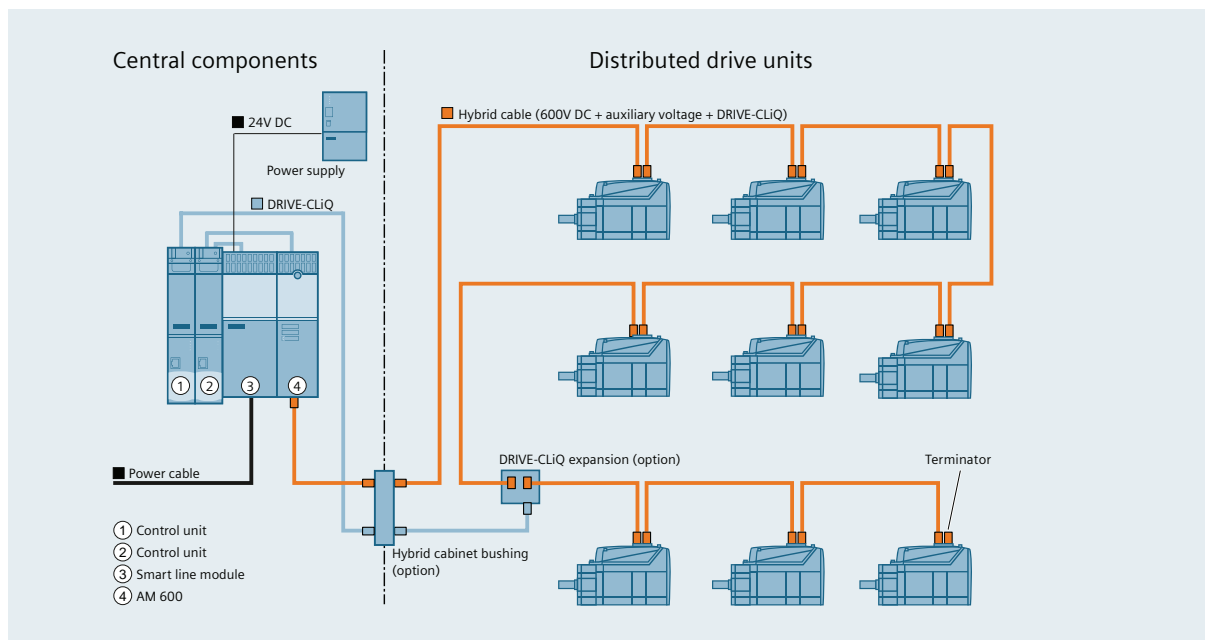 Central components
Distributed drive units
Hybrid cable (600V DC + auxiliary voltage + DRIVE-CLiQ)
24V DC
Power supply
DRIVE-CLiQ
1 2 3 4
DRIVE-CLiQ expansion (option)
Terminator
Power cable
Hybrid cabinet bushing
(option)
1 Control unit
2 Control unit
3 Smart line module
4 AM 600